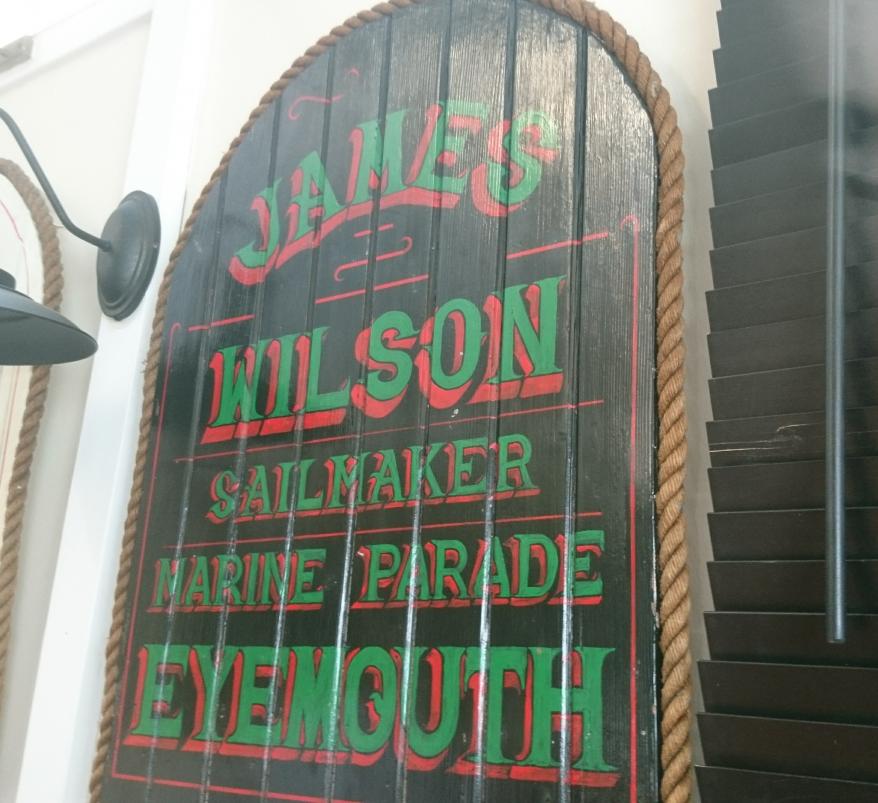 JAMES
WILSON
SAILMAKER
MARINE PARADE
EYEMOUTH